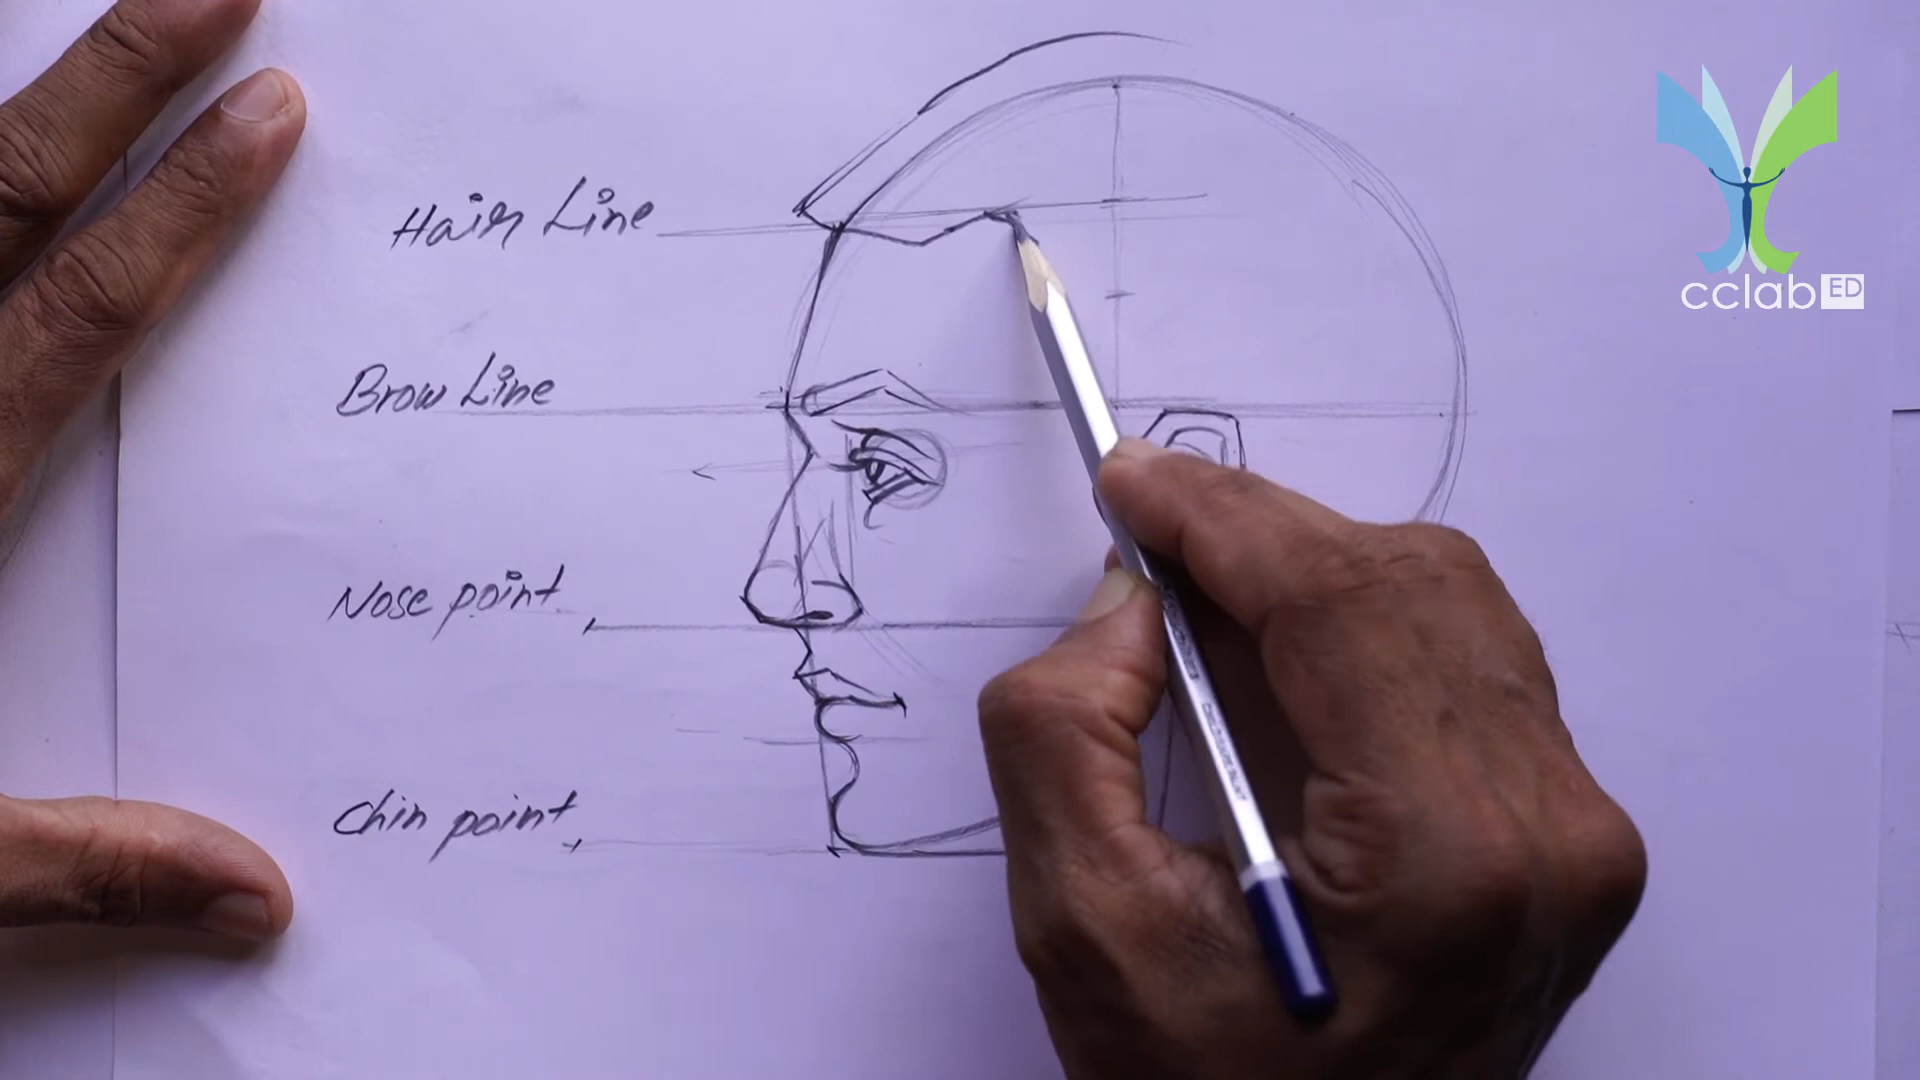 Hair Line
Brow Line
Nose point
Chin point
cclab ED